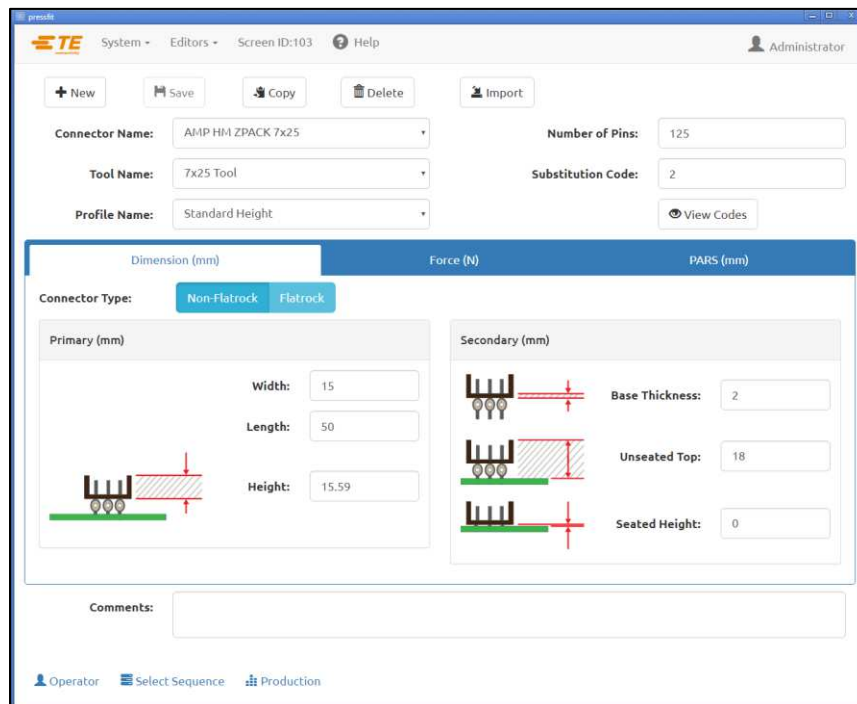 pressfit
TE System Editors Screen ID:103 Help Administrator
New Save Copy Delete Import
Connector Name: AMP HM ZPACK 7x25 Number of Pins: 125
Tool Name: 7x25 Tool Substitution Code: 2
Profile Name: Standard Height View Codes
Dimension (mm) Force (N) PARS (mm)
Connector Type: Non-Flatrock Flatrock
Primary (mm) Secondary (mm)
Width: 15 Base Thickness: 2
Length: 50
Unseated Top: 18
Height: 15.59
Seated Height: 0
Comments:
Operator Select Sequence Production